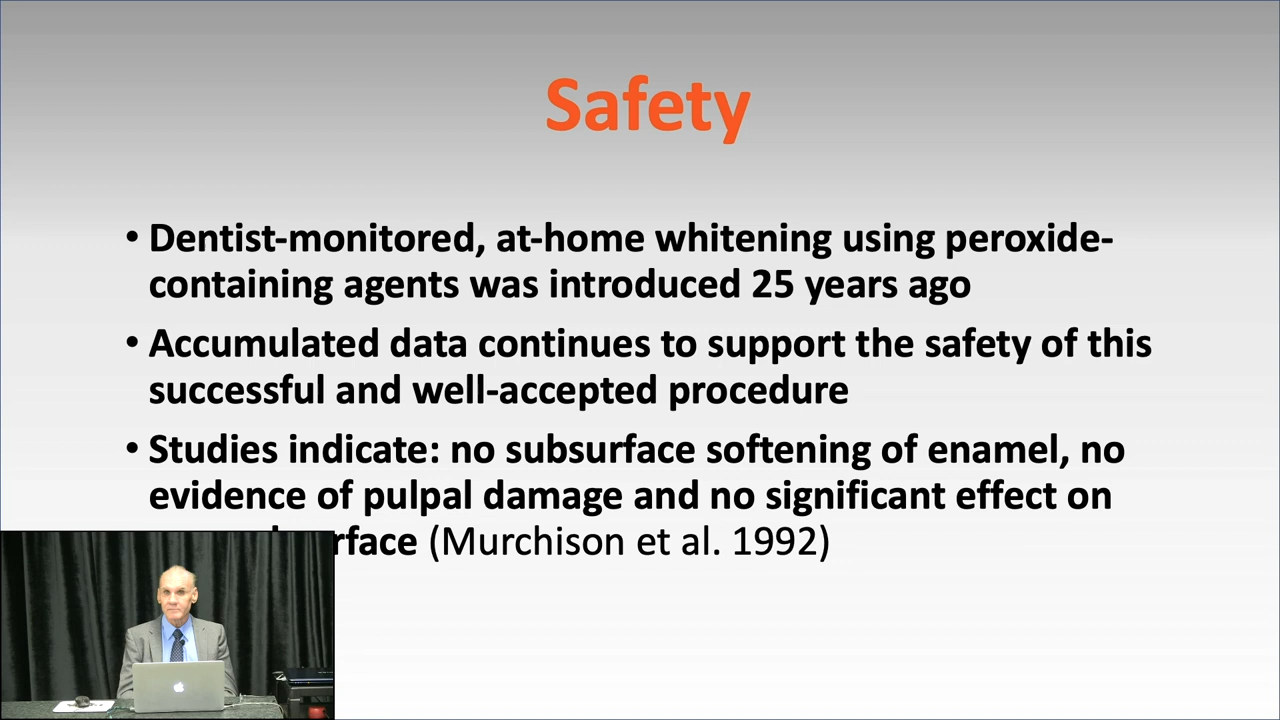 Safety
• Dentist-monitored, at-home whitening using peroxide-
containing agents was introduced 25 years ago
• Accumulated data continues to support the safety of this
successful and well-accepted procedure
• Studies indicate: no subsurface softening of enamel, no
evidence of pulpal damage and no significant effect on
rface (Murchison et al. 1992)